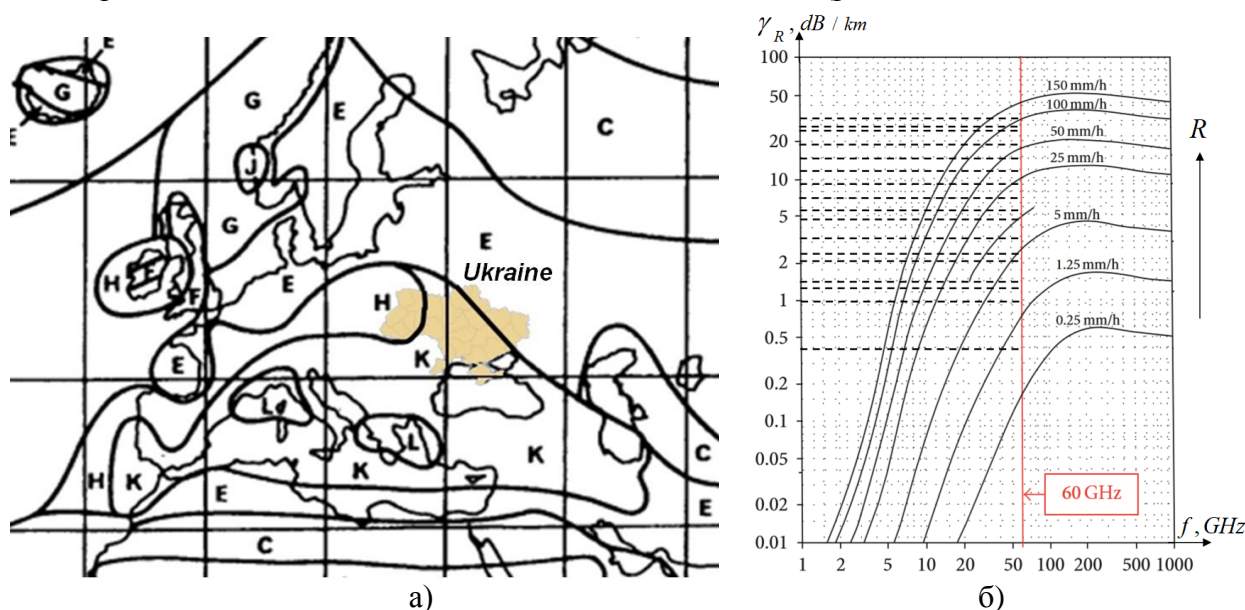 E
G
E
G
E
C
J
G
E
E
H
E
F
Ukraine
H
K
E
L
L
K
K
H
K
E
C
E
C
а)
γ_R , dB / km
100
50
20
10
5
2
1
0.5
0.2
0.1
0.05
0.02
0.01
150 mm/h
100 mm/h
50 mm/h
25 mm/h
5 mm/h
1.25 mm/h
0.25 mm/h
R
60 GHz
f , GHz
1 2 5 10 20 50 100 200 500 1000
б)